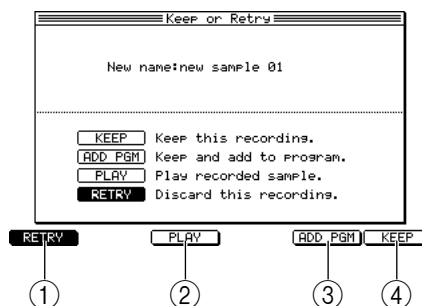 Keep or Retry
New name:new sample 01
KEEP Keep this recording.
ADD PGM Keep and add to program.
PLAY Play recorded sample.
RETRY Discard this recording.
RETRY PLAY ADD PGM KEEP
① ② ③ ④